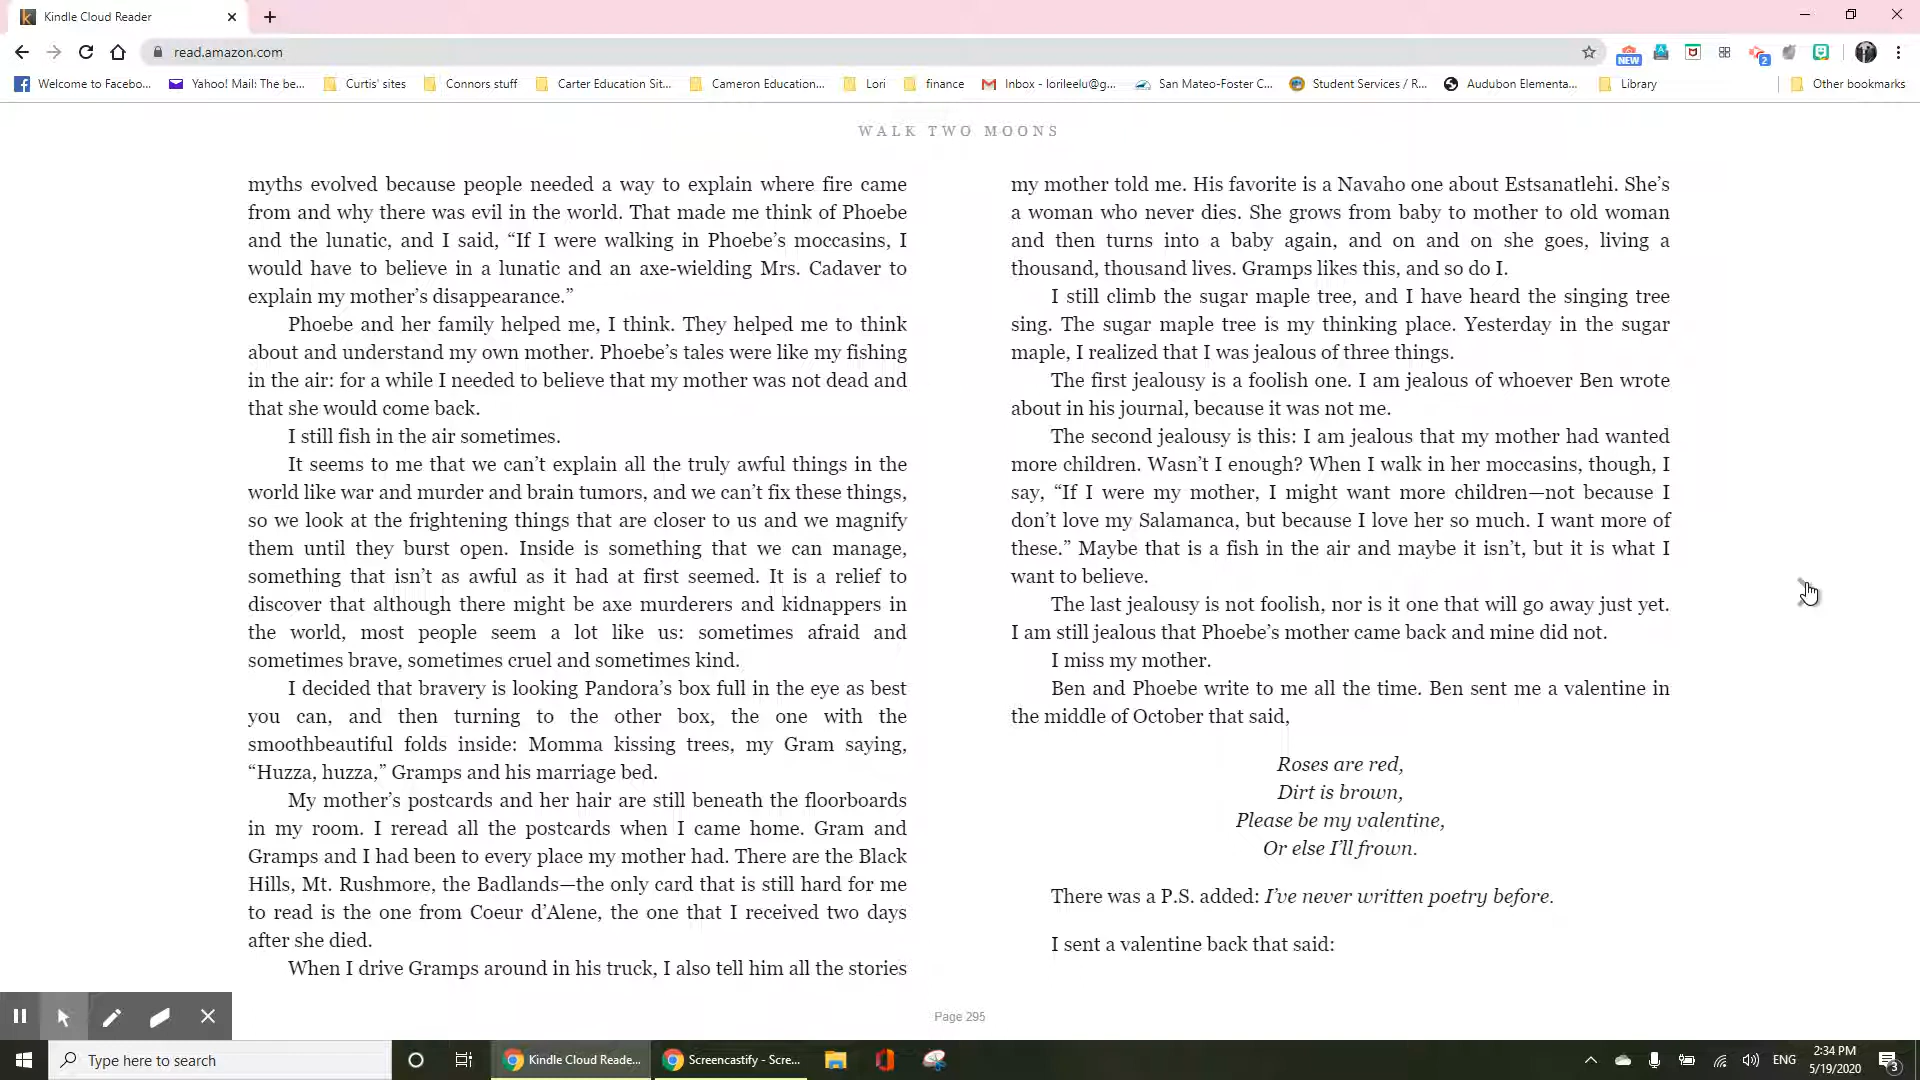 Kindle Cloud Reader
read.amazon.com
NEW
2
Welcome to Facebo...
Yahoo! Mail: The be...
Curtis' sites
Connors stuff
Carter Education Sit...
Cameron Education...
Lori
finance
Inbox - lorileelu@g...
San Mateo-Foster C...
Student Services / R...
Audubon Elementa...
Library
Other bookmarks
WALK TWO MOONS
myths evolved because people needed a way to explain where fire came
from and why there was evil in the world. That made me think of Phoebe
and the lunatic, and I said, “If I were walking in Phoebe’s moccasins, I
would have to believe in a lunatic and an axe-wielding Mrs. Cadaver to
explain my mother’s disappearance.”
Phoebe and her family helped me, I think. They helped me to think
about and understand my own mother. Phoebe’s tales were like my fishing
in the air: for a while I needed to believe that my mother was not dead and
that she would come back.
I still fish in the air sometimes.
It seems to me that we can’t explain all the truly awful things in the
world like war and murder and brain tumors, and we can’t fix these things,
so we look at the frightening things that are closer to us and we magnify
them until they burst open. Inside is something that we can manage,
something that isn’t as awful as it had at first seemed. It is a relief to
discover that although there might be axe murderers and kidnappers in
the world, most people seem a lot like us: sometimes afraid and
sometimes brave, sometimes cruel and sometimes kind.
I decided that bravery is looking Pandora’s box full in the eye as best
you can, and then turning to the other box, the one with the
smoothbeautiful folds inside: Momma kissing trees, my Gram saying,
“Huzza, huzza,” Gramps and his marriage bed.
My mother’s postcards and her hair are still beneath the floorboards
in my room. I reread all the postcards when I came home. Gram and
Gramps and I had been to every place my mother had. There are the Black
Hills, Mt. Rushmore, the Badlands—the only card that is still hard for me
to read is the one from Coeur d’Alene, the one that I received two days
after she died.
When I drive Gramps around in his truck, I also tell him all the stories
my mother told me. His favorite is a Navaho one about Estsanatlehi. She’s
a woman who never dies. She grows from baby to mother to old woman
and then turns into a baby again, and on and on she goes, living a
thousand, thousand lives. Gramps likes this, and so do I.
I still climb the sugar maple tree, and I have heard the singing tree
sing. The sugar maple tree is my thinking place. Yesterday in the sugar
maple, I realized that I was jealous of three things.
The first jealousy is a foolish one. I am jealous of whoever Ben wrote
about in his journal, because it was not me.
The second jealousy is this: I am jealous that my mother had wanted
more children. Wasn’t I enough? When I walk in her moccasins, though, I
say, “If I were my mother, I might want more children—not because I
don’t love my Salamanca, but because I love her so much. I want more of
these.” Maybe that is a fish in the air and maybe it isn’t, but it is what I
want to believe.
The last jealousy is not foolish, nor is it one that will go away just yet.
I am still jealous that Phoebe’s mother came back and mine did not.
I miss my mother.
Ben and Phoebe write to me all the time. Ben sent me a valentine in
the middle of October that said,
Roses are red,
Dirt is brown,
Please be my valentine,
Or else I’ll frown.
There was a P.S. added: I’ve never written poetry before.
I sent a valentine back that said:
Page 295
Type here to search
Kindle Cloud Reade...
Screencastify - Scre...
ENG
2:34 PM
5/19/2020
3